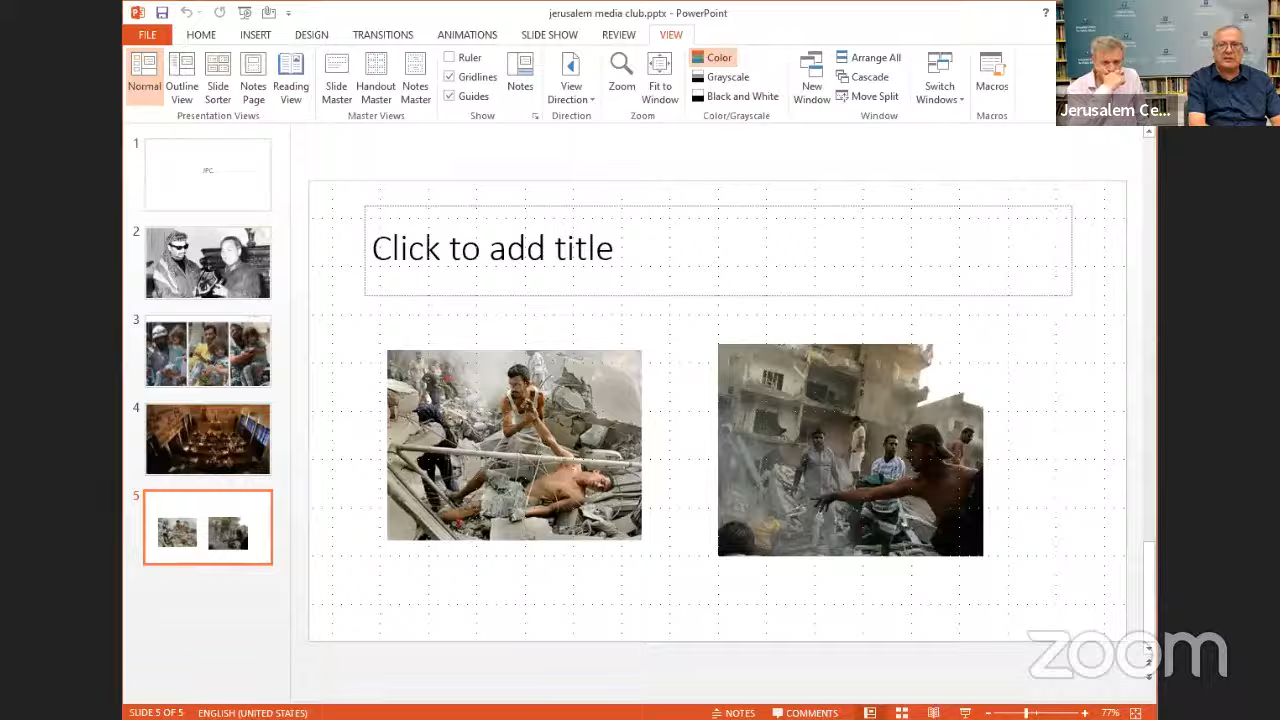 jerusalem media club.pptx - PowerPoint
?
FILE HOME INSERT DESIGN TRANSITIONS ANIMATIONS SLIDE SHOW REVIEW VIEW
Normal
Outline View
Slide Sorter
Notes Page
Reading View
Presentation Views
Slide Master
Handout Master
Notes Master
Master Views
Ruler
Gridlines
Guides
Show
Notes
View Direction
Direction
Zoom
Fit to Window
Zoom
Color
Grayscale
Black and White
Color/Grayscale
New Window
Arrange All
Cascade
Move Split
Window
Switch Windows
Macros
Macros
Jerusalem Ce...
1
JPC
2
3
4
5
Click to add title
zoom
SLIDE 5 OF 5 ENGLISH (UNITED STATES) NOTES COMMENTS 77%